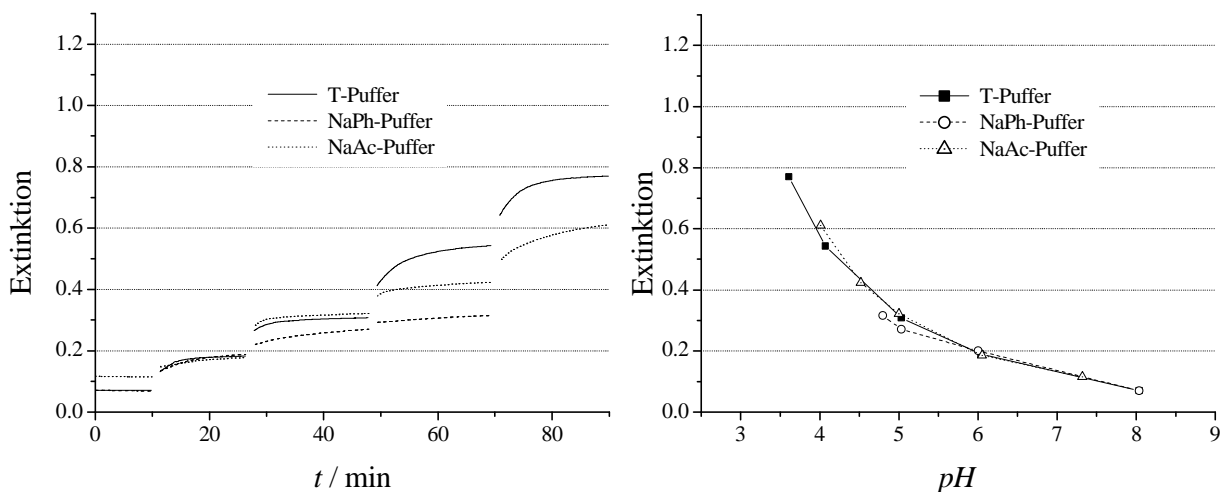 1.2
1.0
0.8
0.6
0.4
0.2
0.0
Extinktion
T-Puffer
NaPh-Puffer
NaAc-Puffer
0 20 40 60 80
t / min
1.2
1.0
0.8
0.6
0.4
0.2
0.0
Extinktion
T-Puffer
NaPh-Puffer
NaAc-Puffer
3 4 5 6 7 8 9
pH